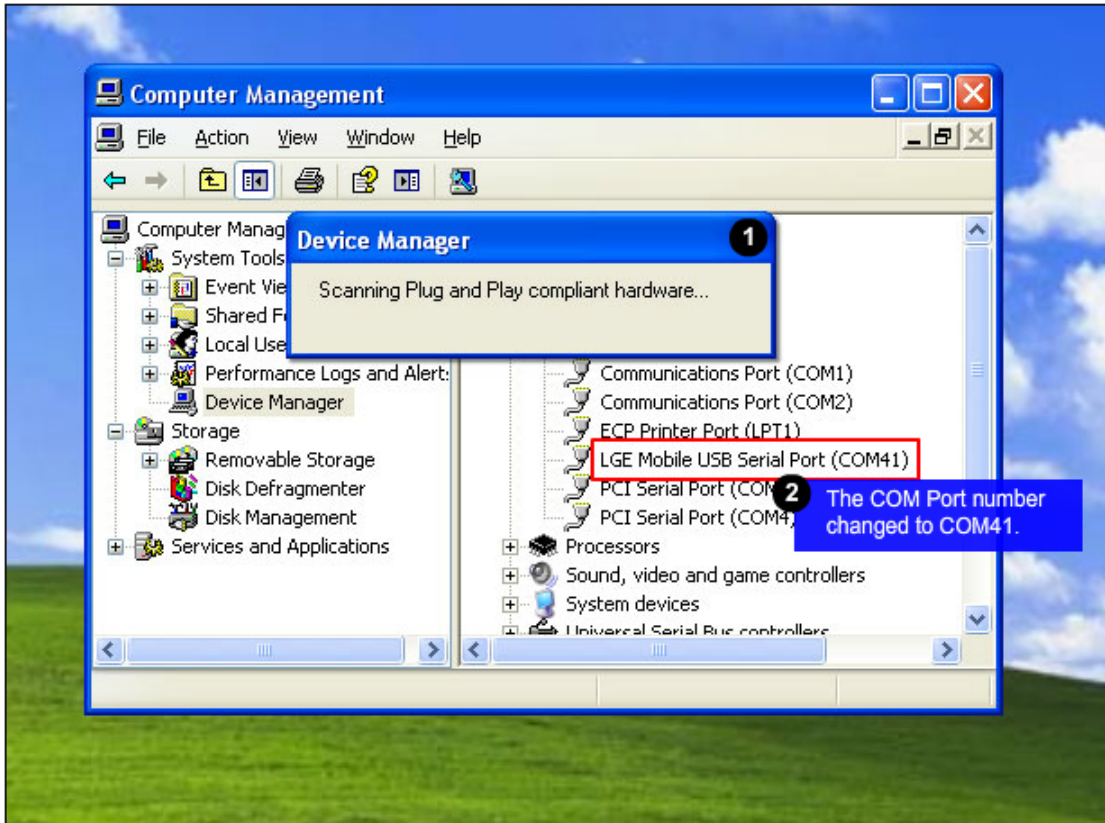 Computer Management
File Action View Window Help
Computer Manag
System Tools
Event Vie
Shared F
Local Use
Performance Logs and Alert:
Device Manager
Storage
Removable Storage
Disk Defragmenter
Disk Management
Services and Applications
Device Manager
1
Scanning Plug and Play compliant hardware...
Communications Port (COM1)
Communications Port (COM2)
ECP Printer Port (LPT1)
LGE Mobile USB Serial Port (COM41)
PCI Serial Port (COM
PCI Serial Port (COM4
2
The COM Port number
changed to COM41.
Processors
Sound, video and game controllers
System devices
Universal Serial Bus controllers